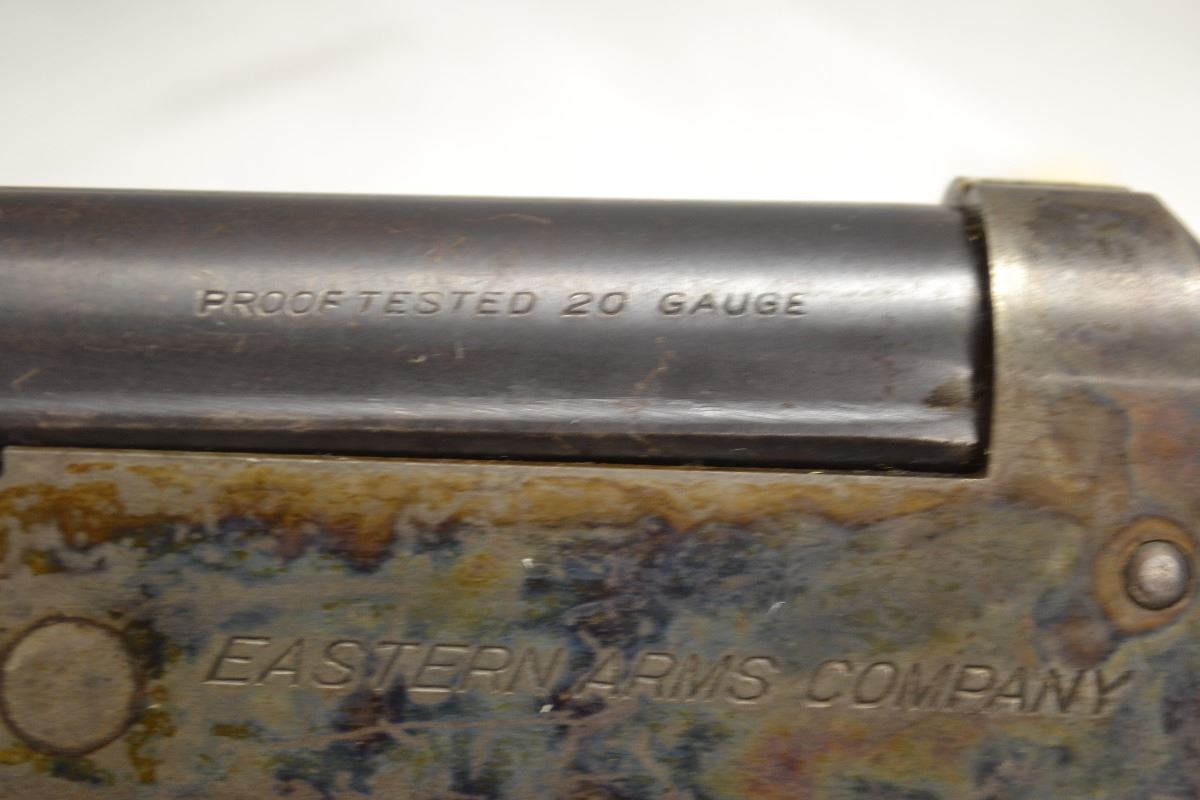 PROOF TESTED 20 GAUGE
EASTERN ARMS COMPANY